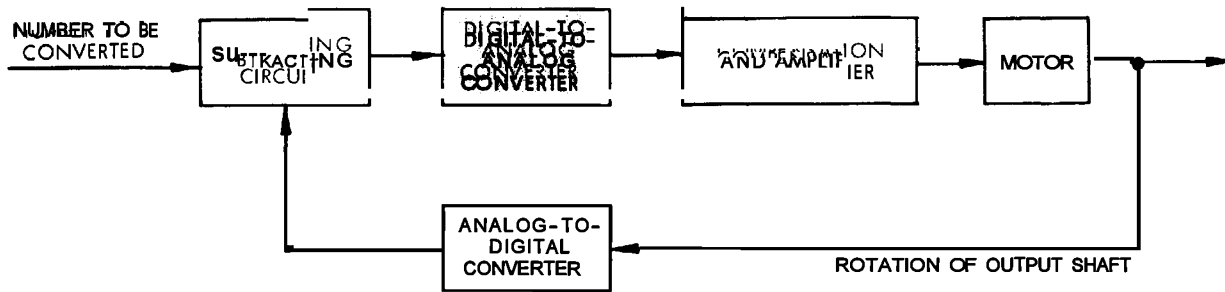 NUMBER TO BE
CONVERTED
SUBTRACTING
CIRCUI
DIGITAL-TO-
ANALOG
CONVERTER
AND AMPLIFIER
MOTOR
ANALOG-TO-
DIGITAL
CONVERTER
ROTATION OF OUTPUT SHAFT